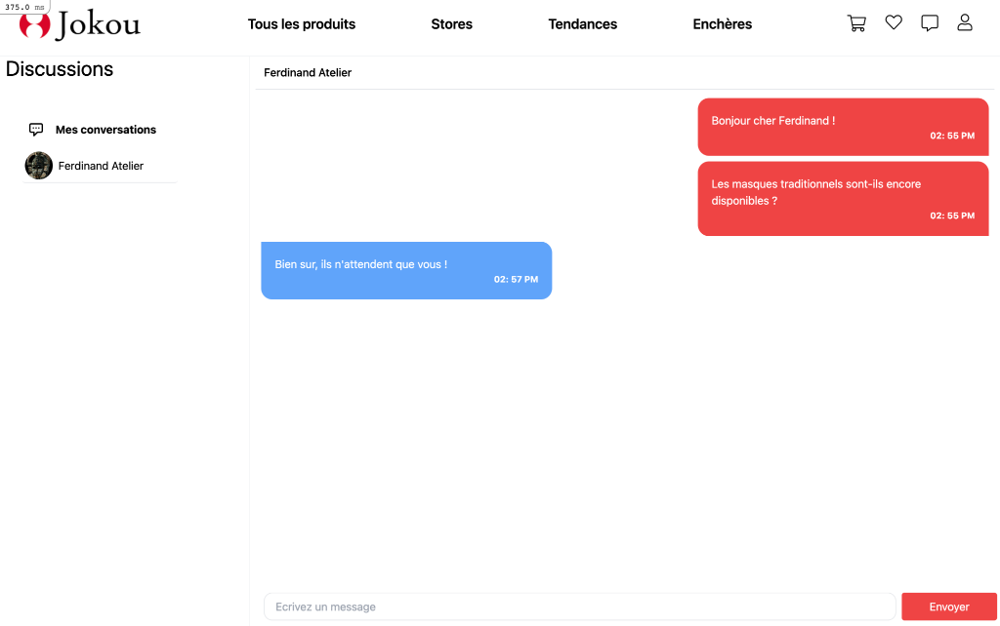 375.0 ms
Jokou
Tous les produits
Stores
Tendances
Enchères
Discussions
Mes conversations
Ferdinand Atelier
Ferdinand Atelier
Bonjour cher Ferdinand !
02: 55 PM
Les masques traditionnels sont-ils encore
disponibles ?
02: 55 PM
Bien sur, ils n'attendent que vous !
02: 57 PM
Ecrivez un message
Envoyer